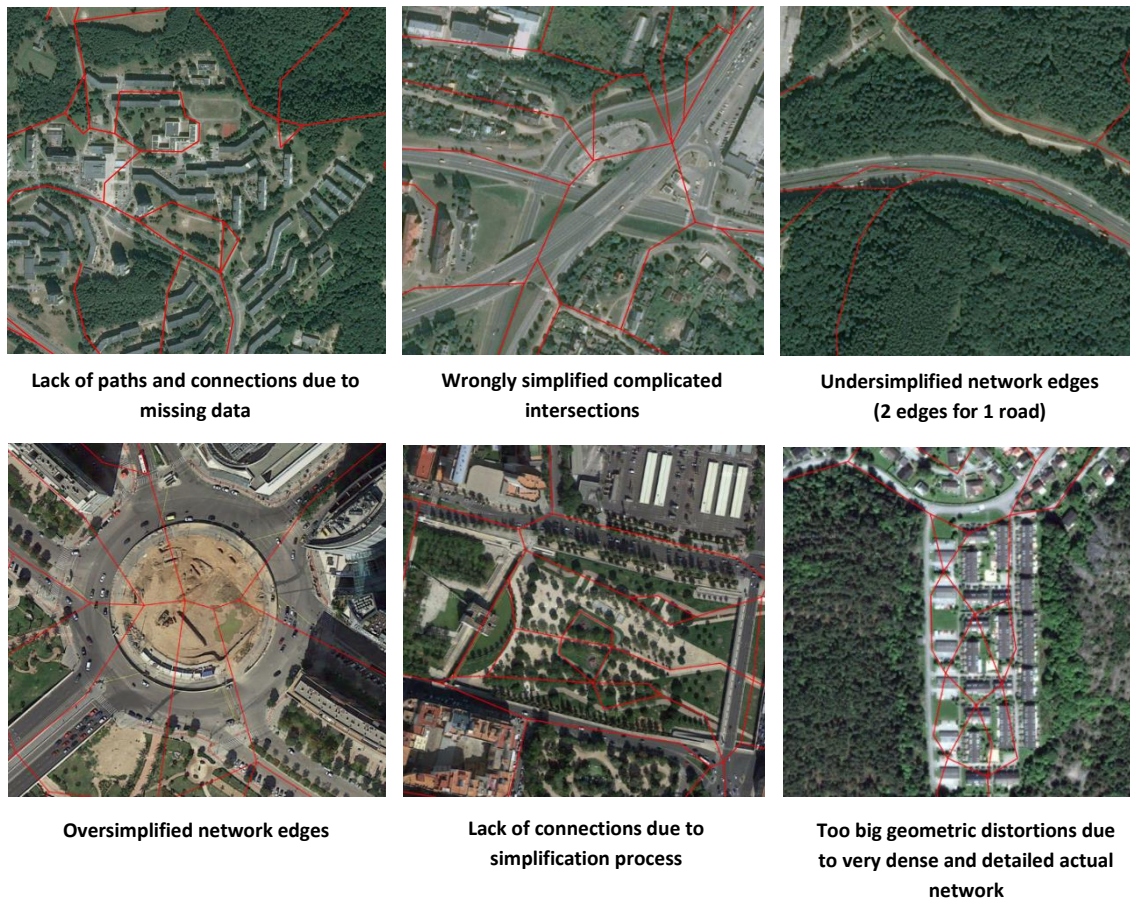 Lack of paths and connections due to
missing data
Wrongly simplified complicated
intersections
Undersimplified network edges
(2 edges for 1 road)
Oversimplified network edges
Lack of connections due to
simplification process
Too big geometric distortions due
to very dense and detailed actual
network